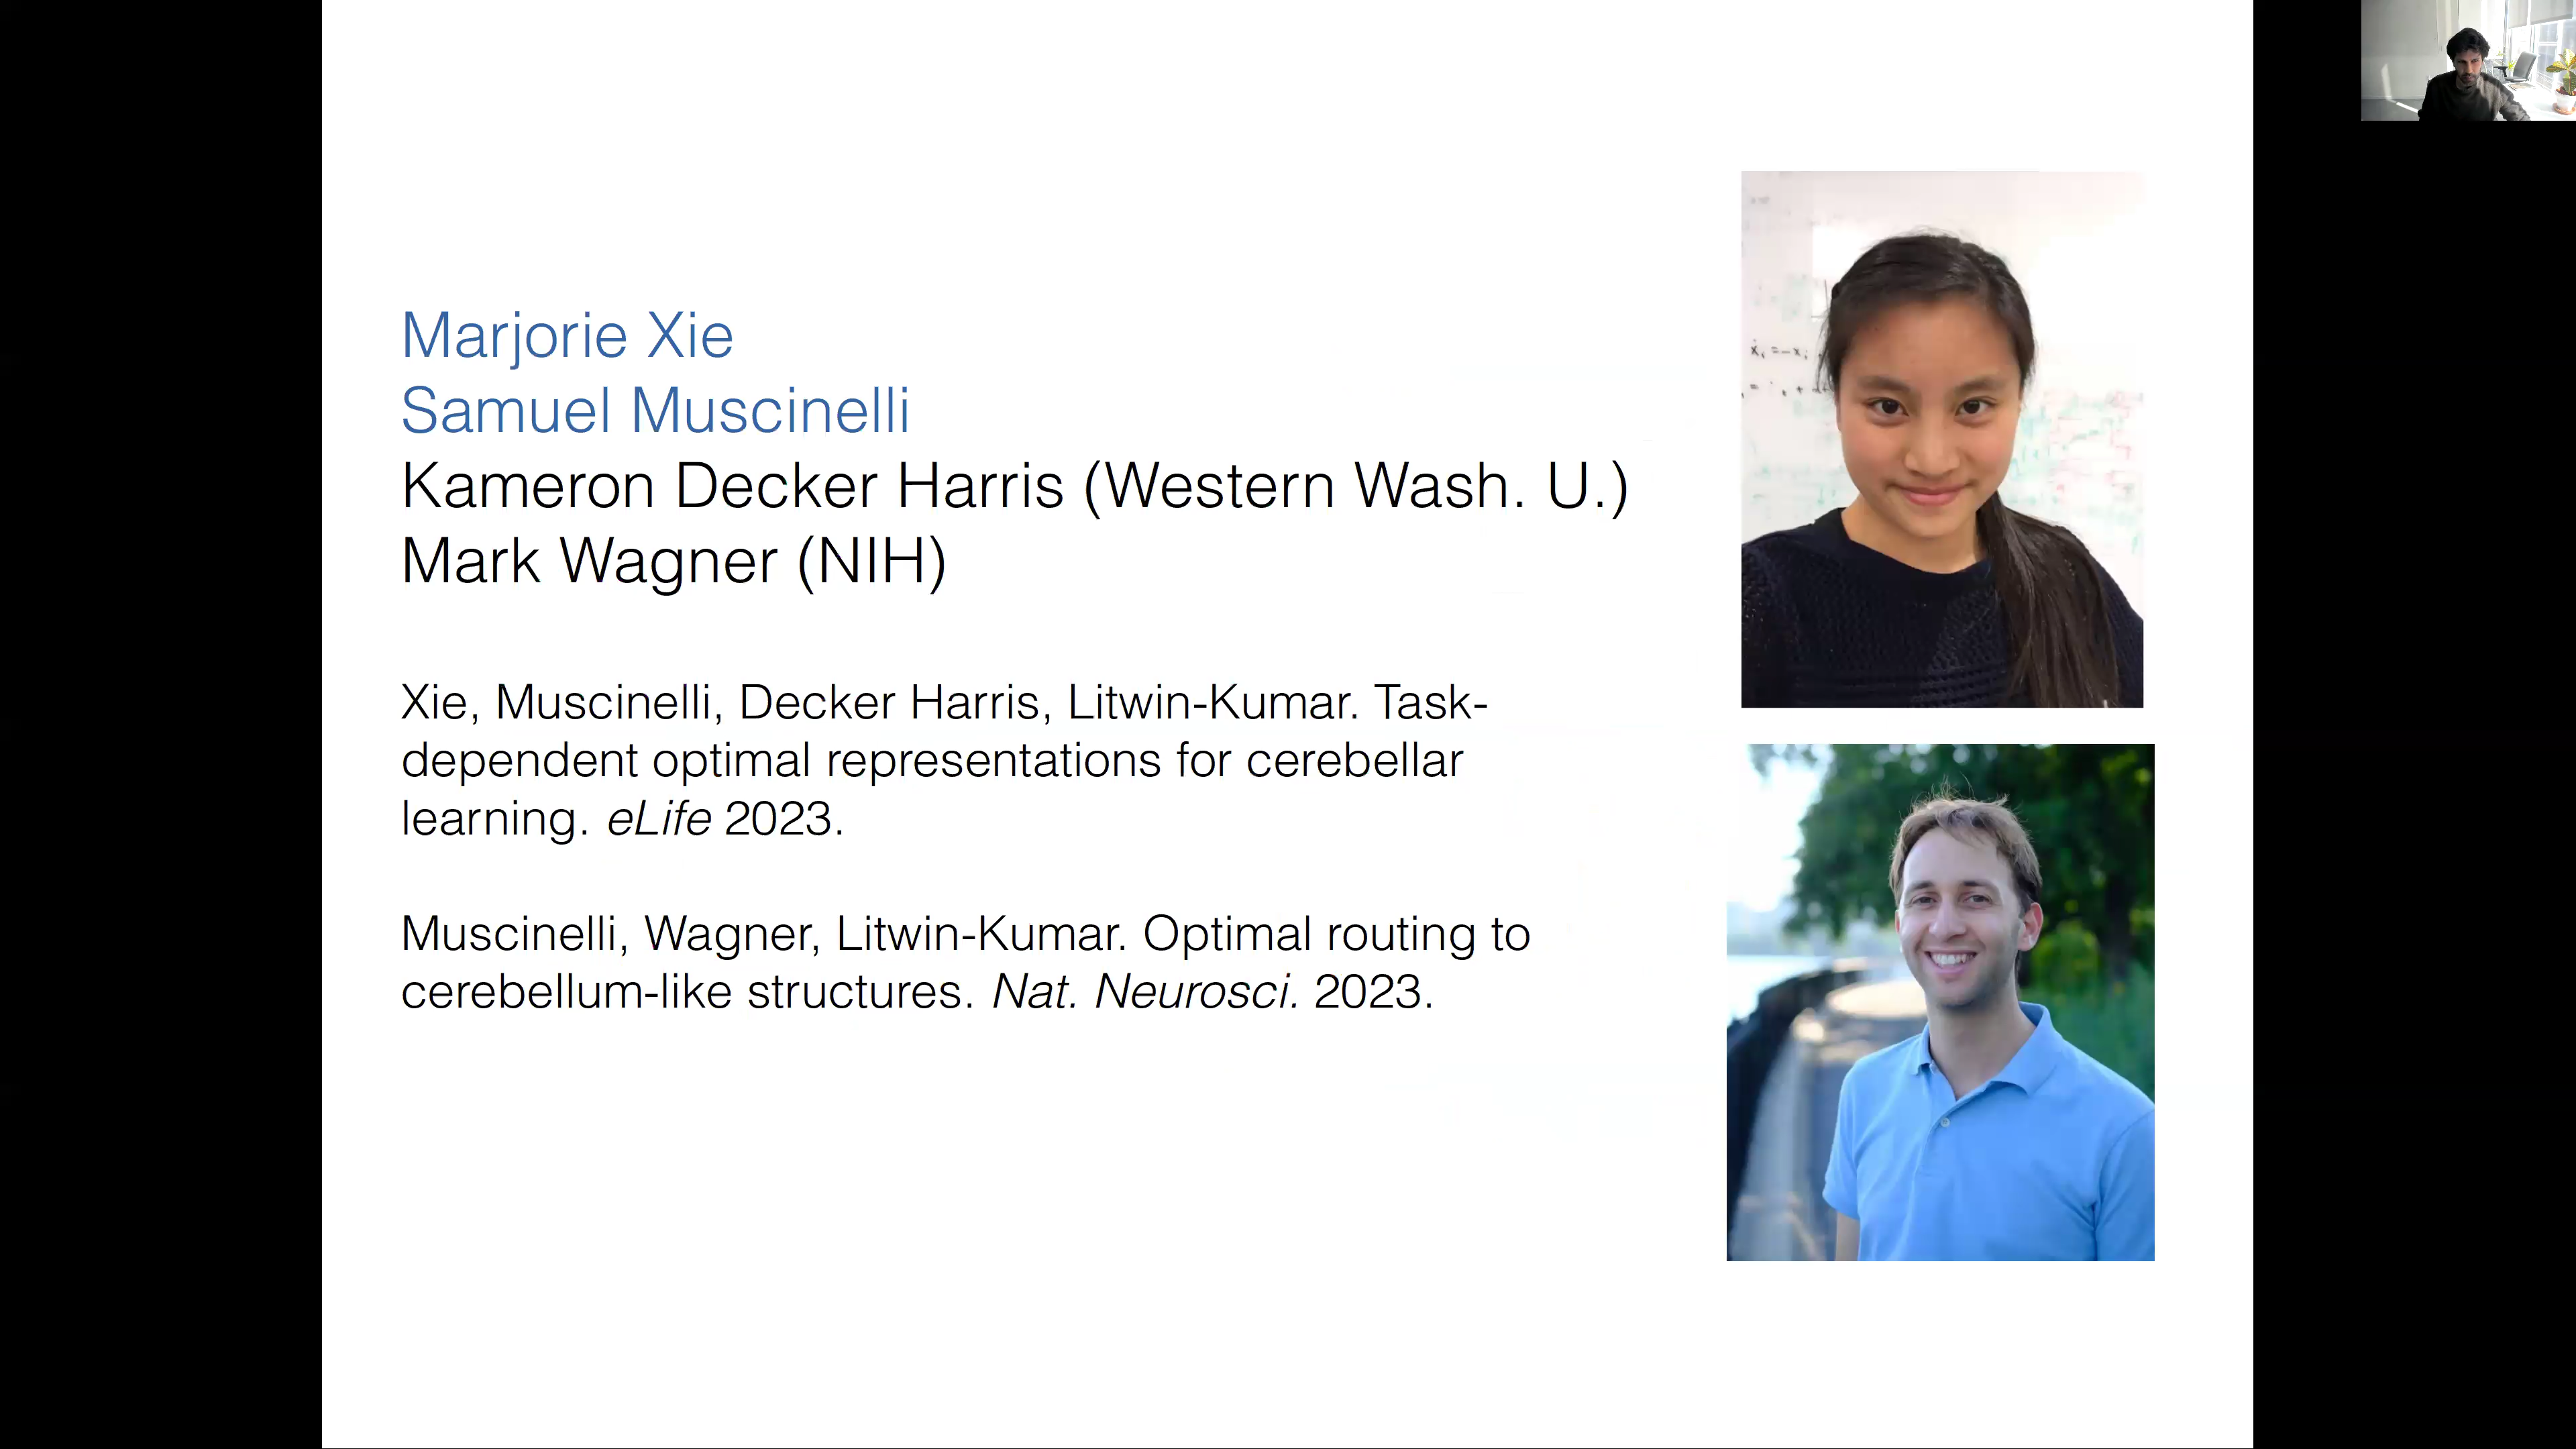 Marjorie Xie
Samuel Muscinelli
Kameron Decker Harris (Western Wash. U.)
Mark Wagner (NIH)
Xie, Muscinelli, Decker Harris, Litwin-Kumar. Task-
dependent optimal representations for cerebellar
learning. eLife 2023.
Muscinelli, Wagner, Litwin-Kumar. Optimal routing to
cerebellum-like structures. Nat. Neurosci. 2023.